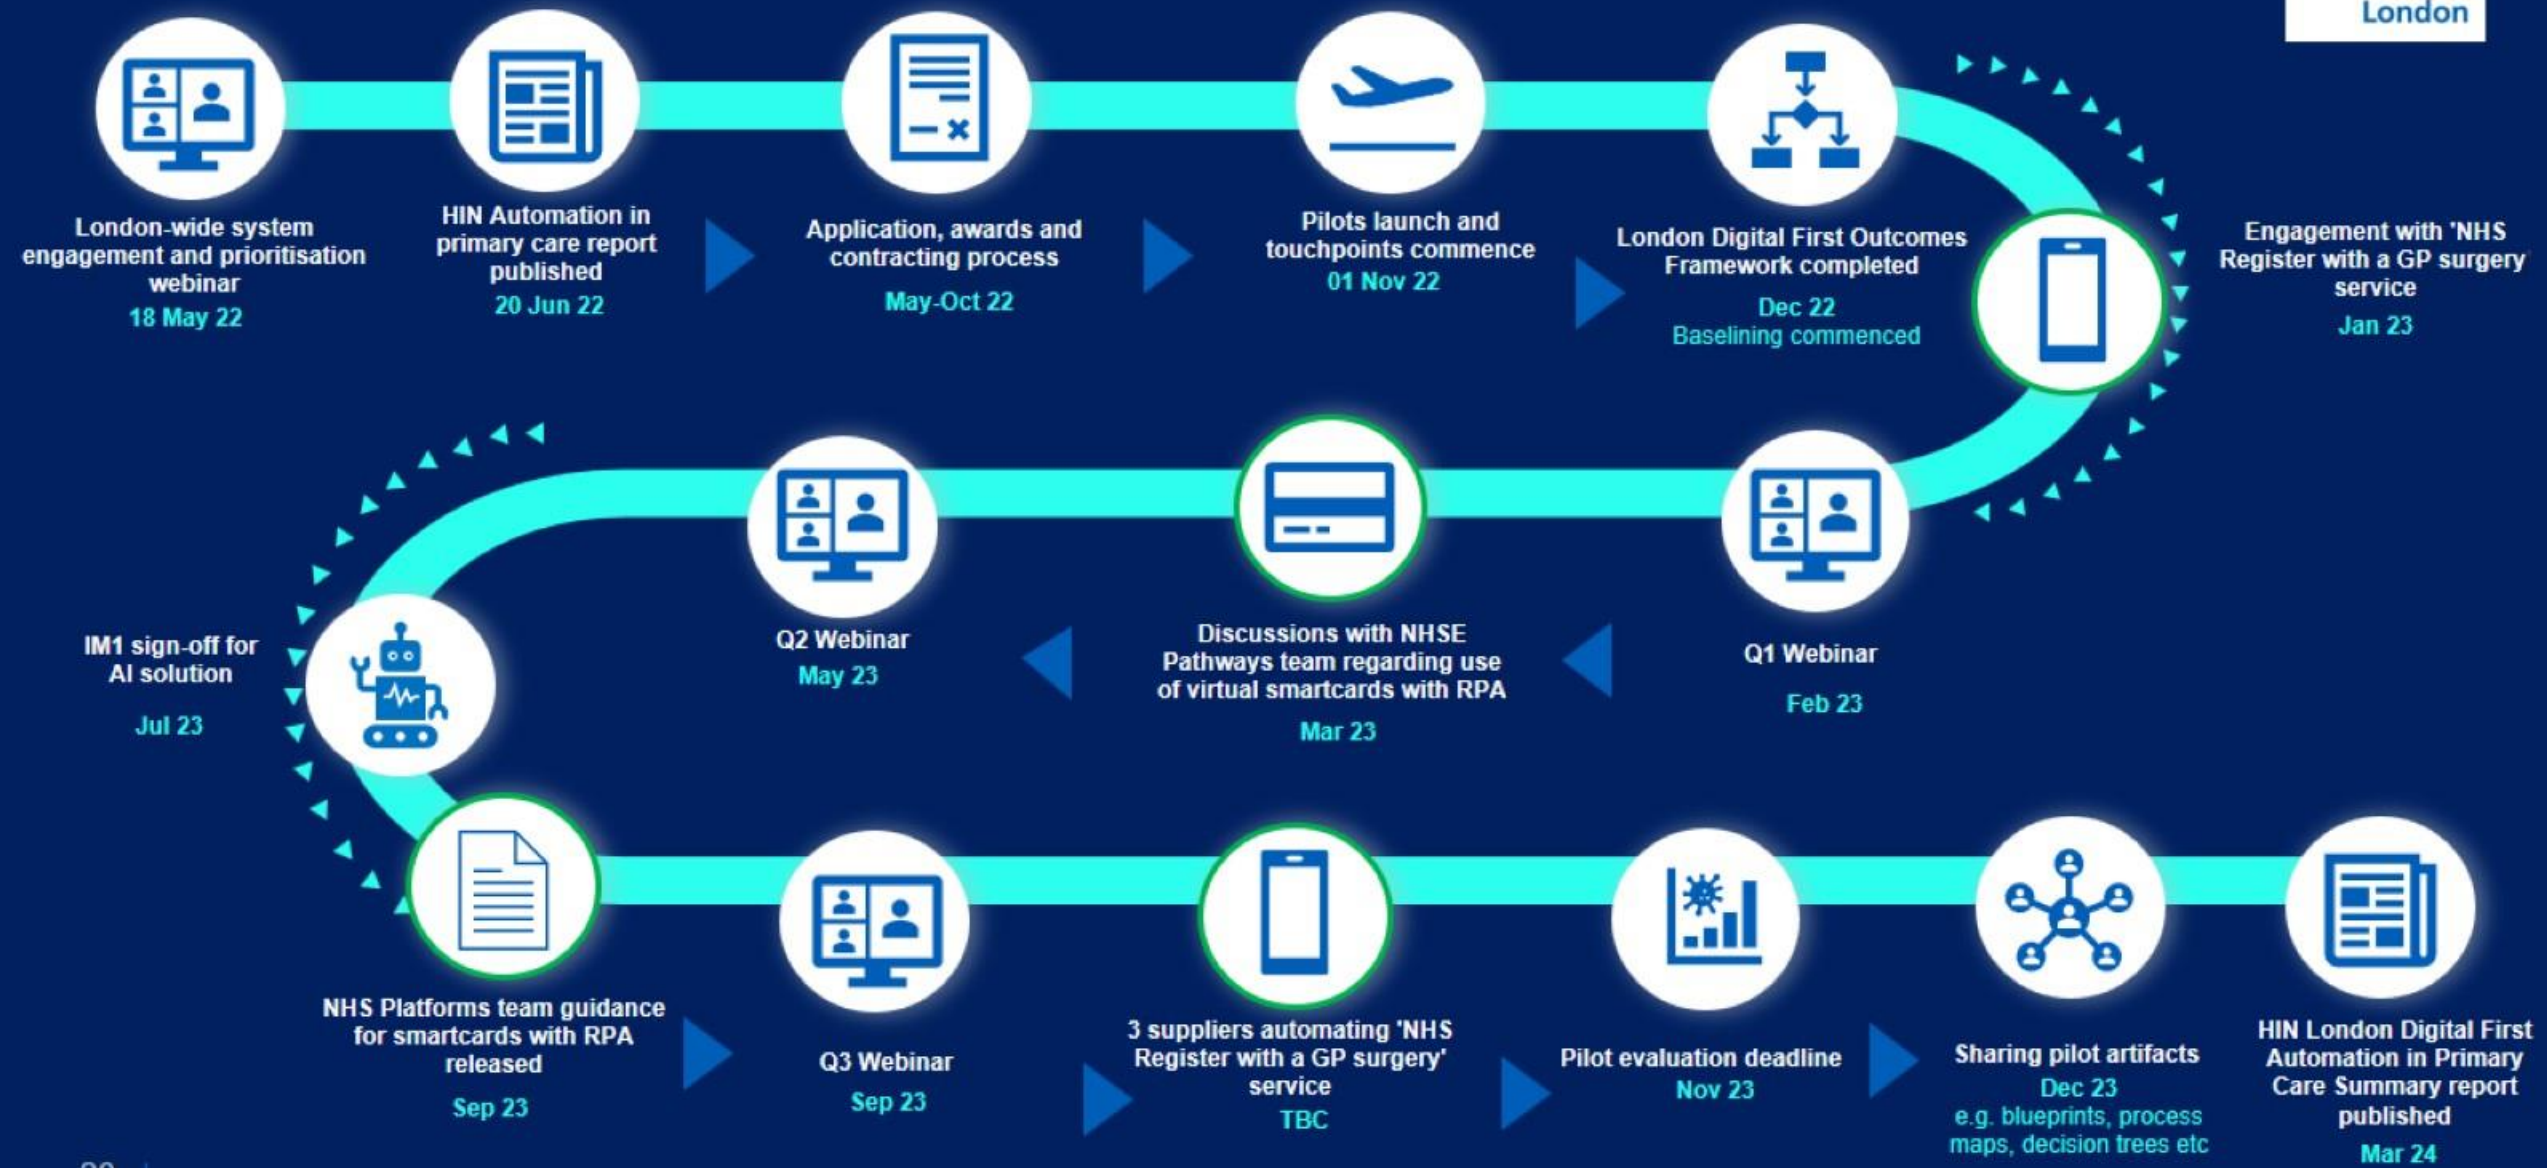 London
London-wide system
engagement and prioritisation
webinar
18 May 22
HIN Automation in
primary care report
published
20 Jun 22
Application, awards and
contracting process
May-Oct 22
Pilots launch and
touchpoints commence
01 Nov 22
London Digital First Outcomes
Framework completed
Dec 22
Baselining commenced
Engagement with 'NHS
Register with a GP surgery
service
Jan 23
Q1 Webinar
Feb 23
Discussions with NHSE
Pathways team regarding use
of virtual smartcards with RPA
Mar 23
Q2 Webinar
May 23
IM1 sign-off for
AI solution
Jul 23
NHS Platforms team guidance
for smartcards with RPA
released
Sep 23
Q3 Webinar
Sep 23
3 suppliers automating 'NHS
Register with a GP surgery'
service
TBC
Pilot evaluation deadline
Nov 23
Sharing pilot artifacts
Dec 23
e.g. blueprints, process
maps, decision trees etc
HIN London Digital First
Automation in Primary
Care Summary report
published
Mar 24